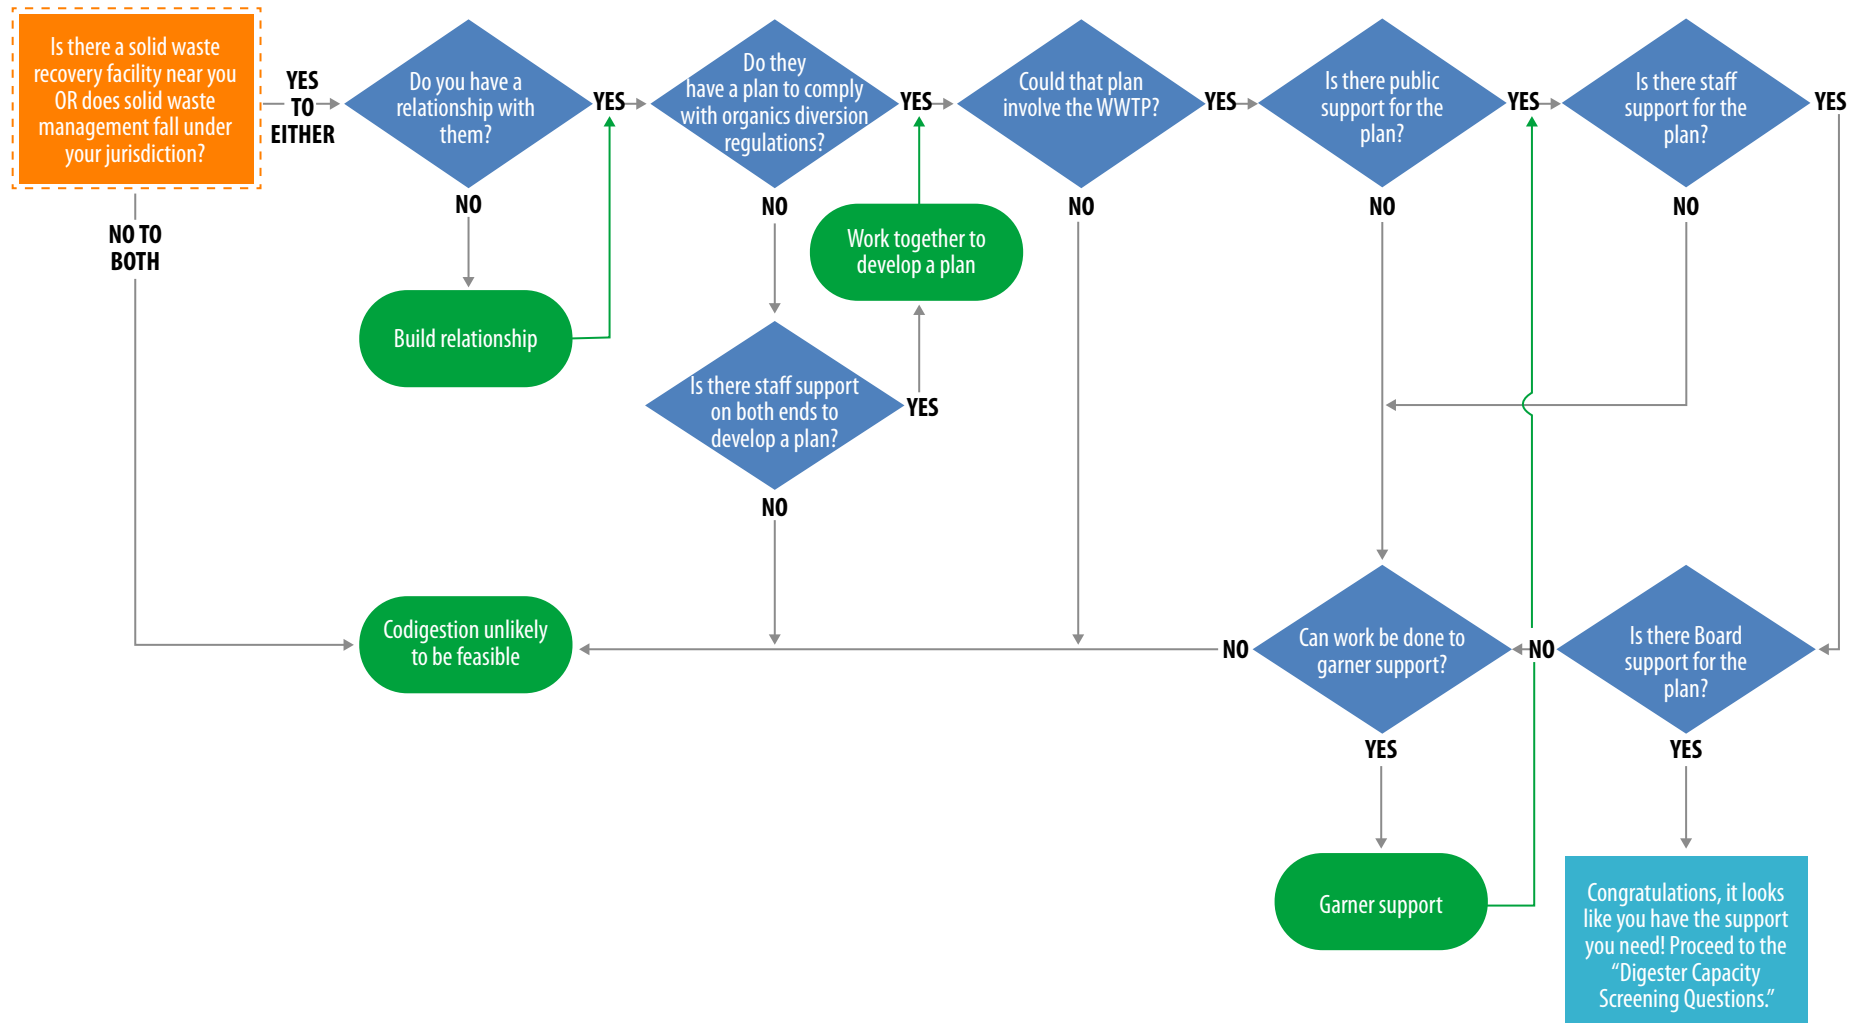 Is there a solid waste
recovery facility near you
OR does solid waste
management fall under
your jurisdiction?
YES
TO
EITHER
NO TO
BOTH
Do you have a
relationship with
them?
YES
NO
Build relationship
Do they
have a plan to comply
with organics diversion
regulations?
YES
NO
Work together to
develop a plan
Is there staff support
on both ends to
develop a plan?
YES
NO
Could that plan
involve the WWTP?
YES
NO
Is there public
support for the
plan?
YES
NO
Is there staff
support for the
plan?
YES
NO
Codigestion unlikely
to be feasible
NO
Can work be done to
garner support?
YES
NO
Is there Board
support for the
plan?
YES
Garner support
Congratulations, it looks
like you have the support
you need! Proceed to the
“Digester Capacity
Screening Questions.”